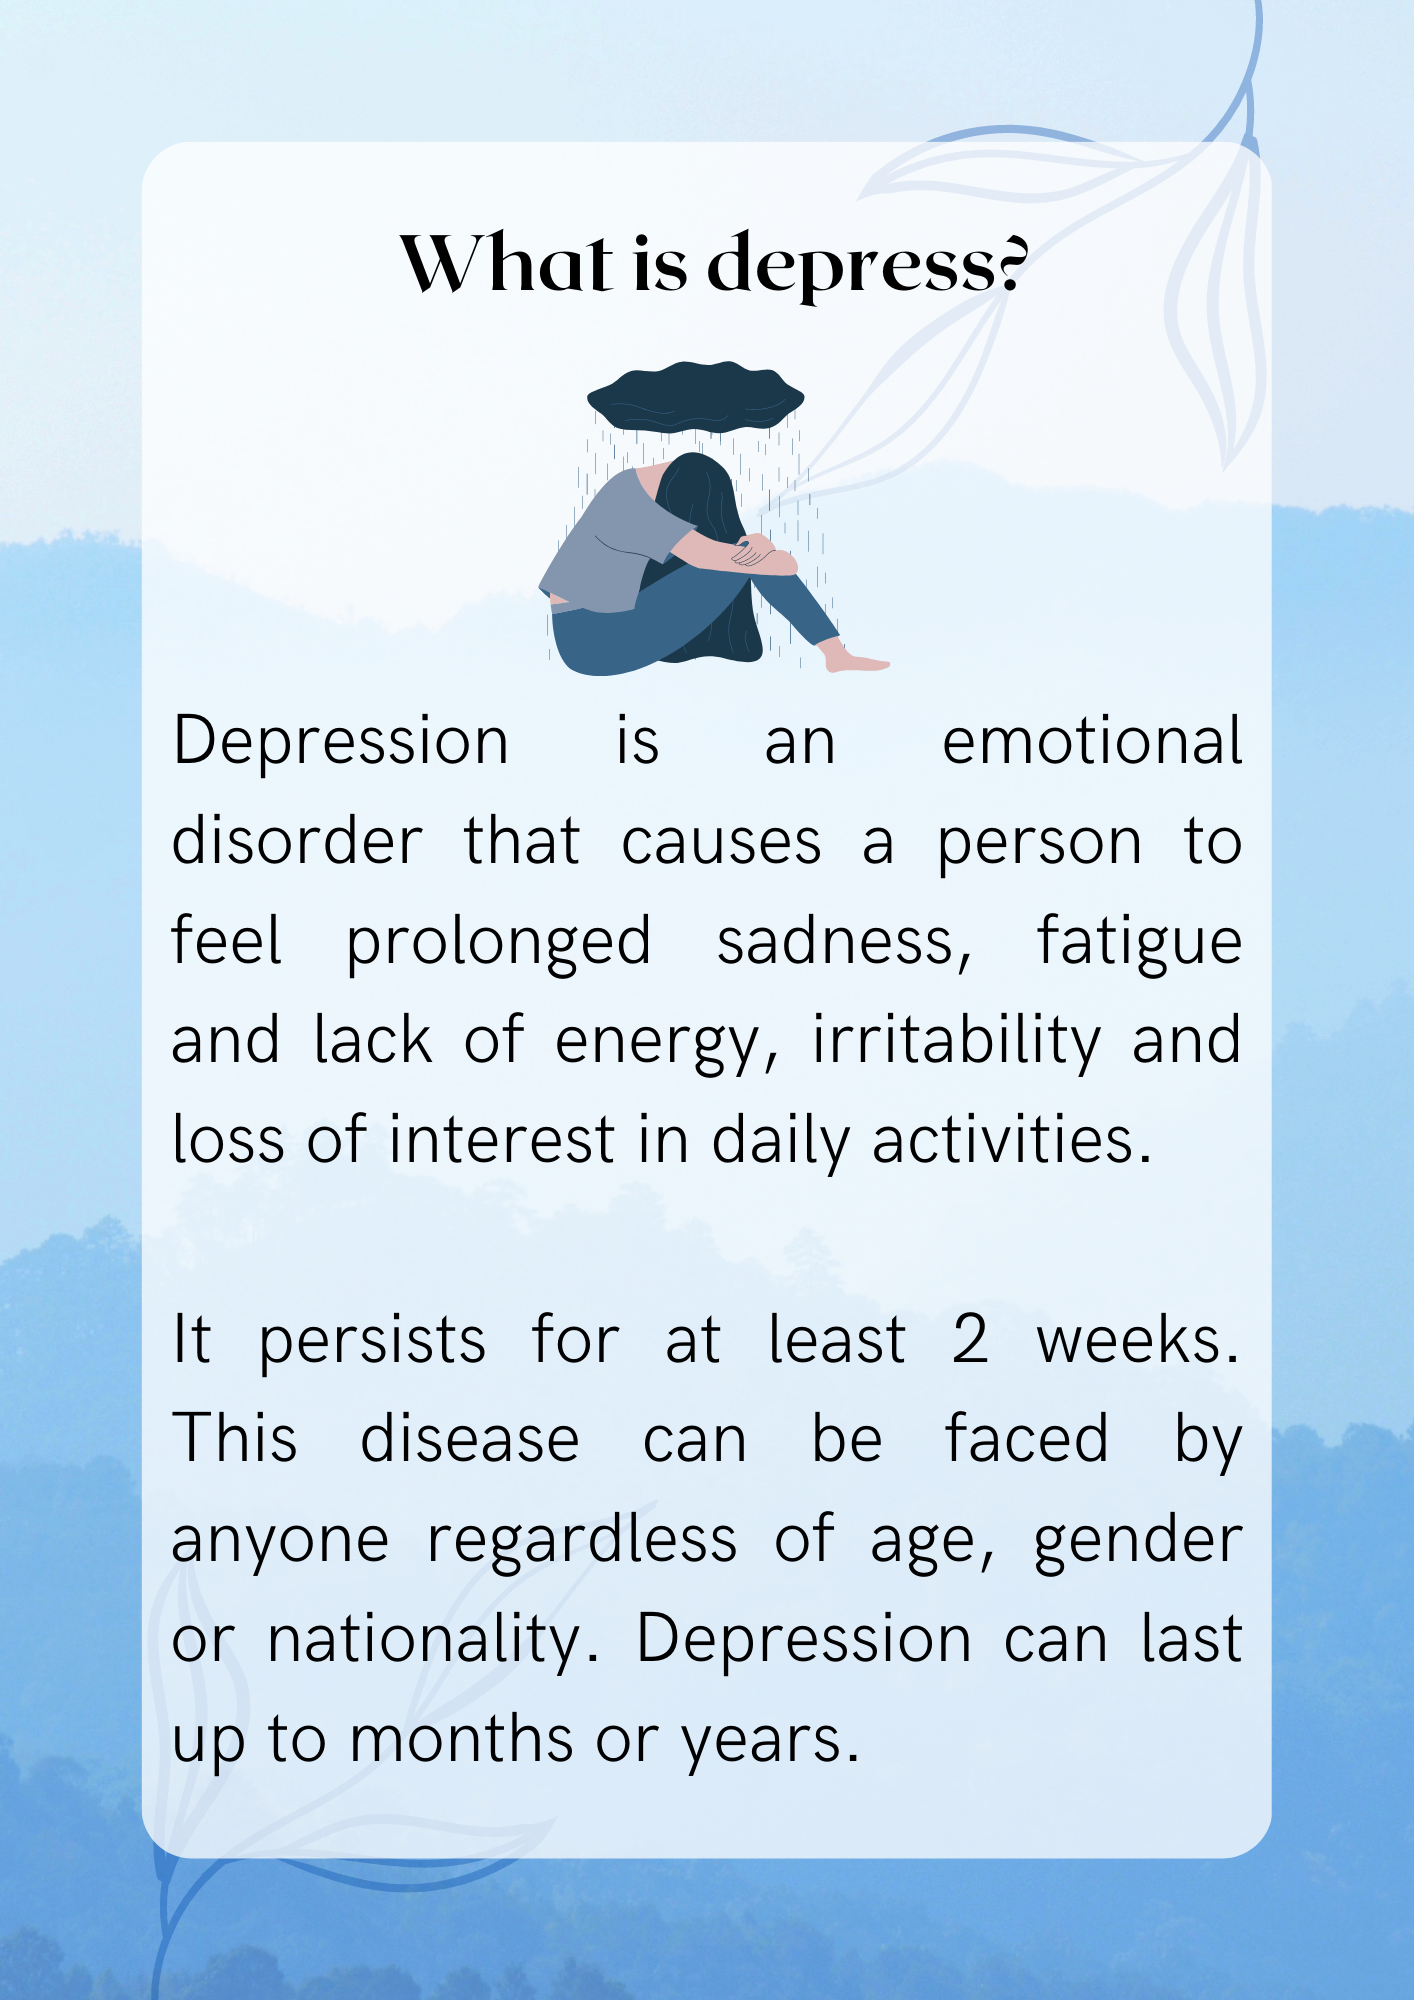 What is depress?
Depression is an emotional
disorder that causes a person to
feel prolonged sadness, fatigue
and lack of energy, irritability and
loss of interest in daily activities.
It persists for at least 2 weeks.
This disease can be faced by
anyone regardless of age, gender
or nationality. Depression can last
up to months or years.